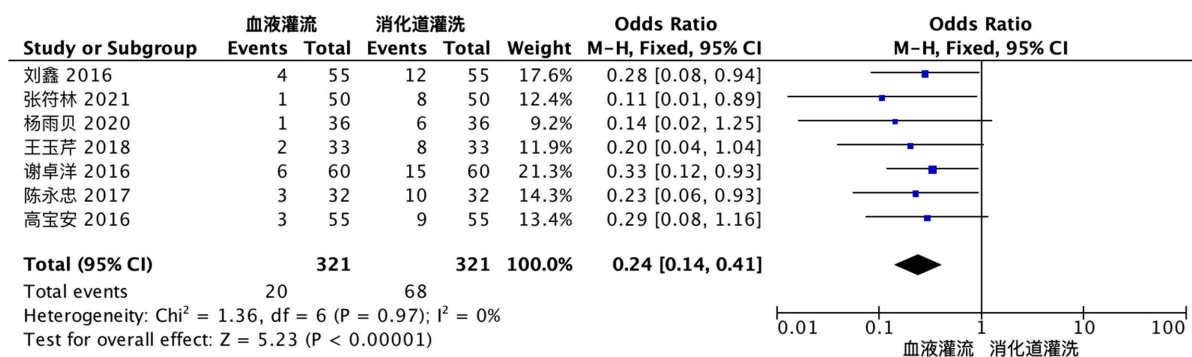 血液灌流 消化道灌洗 Odds Ratio Odds Ratio
Study or Subgroup Events Total Events Total Weight M-H, Fixed, 95% CI M-H, Fixed, 95% CI
刘鑫 2016 4 55 12 55 17.6% 0.28 [0.08, 0.94]
张符林 2021 1 50 8 50 12.4% 0.11 [0.01, 0.89]
杨雨贝 2020 1 36 6 36 9.2% 0.14 [0.02, 1.25]
王玉芹 2018 2 33 8 33 11.9% 0.20 [0.04, 1.04]
谢卓洋 2016 6 60 15 60 21.3% 0.33 [0.12, 0.93]
陈永忠 2017 3 32 10 32 14.3% 0.23 [0.06, 0.93]
高宝安 2016 3 55 9 55 13.4% 0.29 [0.08, 1.16]
Total (95% CI) 321 321 100.0% 0.24 [0.14, 0.41]
Total events 20 68
Heterogeneity: Chi² = 1.36, df = 6 (P = 0.97); I² = 0%
Test for overall effect: Z = 5.23 (P < 0.00001)
0.01 0.1 1 10 100
血液灌流 消化道灌洗